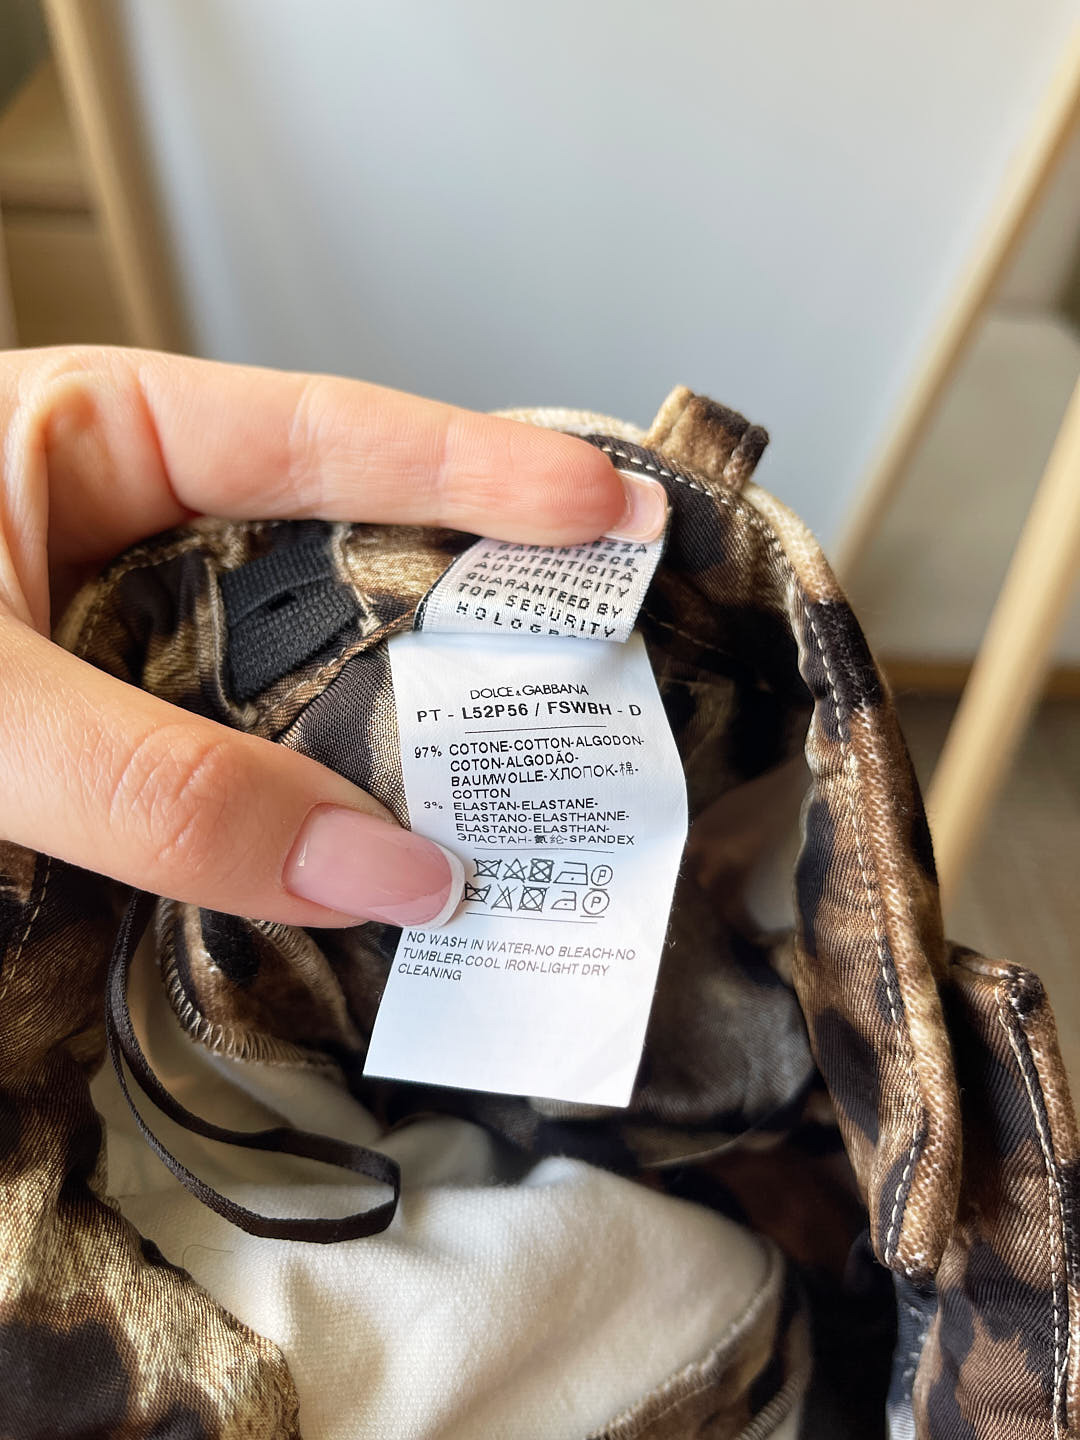 GARANTISCE
L'AUTENTICITA'
AUTHENTICITY
GUARANTEED BY
TOP SECURITY
DOLCE & GABBANA
PT - L52P56 / FSWBH - D
97% COTONE-COTTON-ALGODON-
COTON-ALGODÃO-
BAUMWOLLE-ХЛОПОК-棉-
COTTON
3% ELASTAN-ELASTANE-
ELASTANO-ELASTHANNE-
ELASTANO-ELASTHAN-
ЭЛАСТАН-氨纶-SPANDEX
P
P
NO WASH IN WATER-NO BLEACH-NO
TUMBLER-COOL IRON-LIGHT DRY
CLEANING